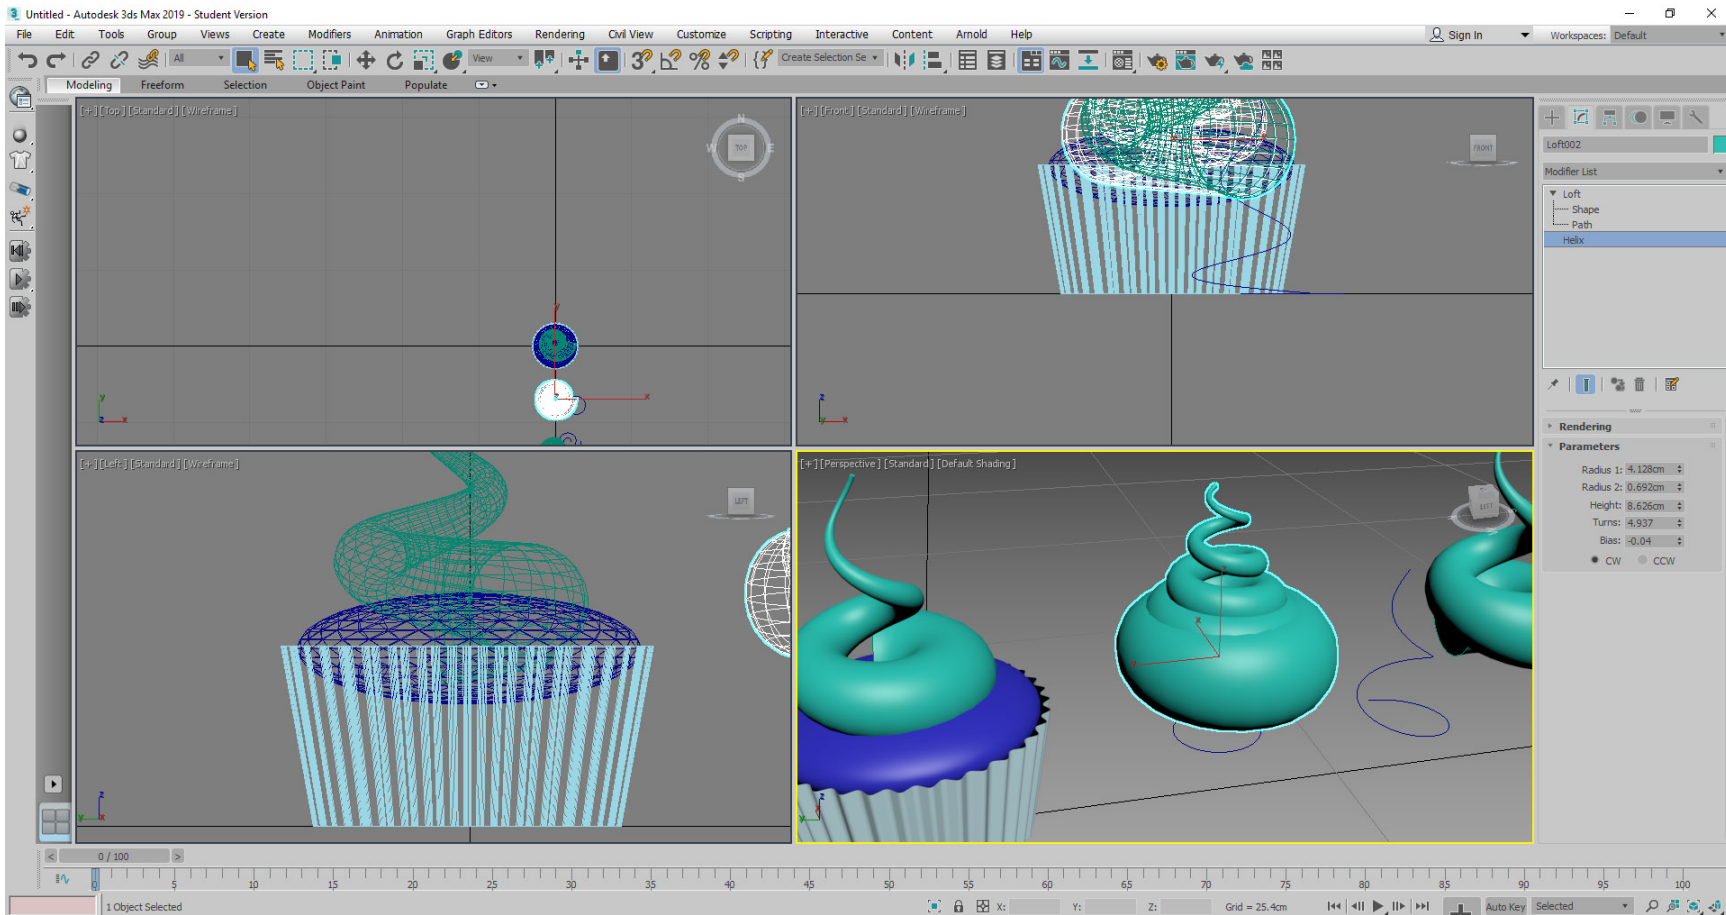 3 Untitled - Autodesk 3ds Max 2019 - Student Version
File Edit Tools Group Views Create Modifiers Animation Graph Editors Rendering Civil View Customize Scripting Interactive Content Arnold Help Sign In Workspaces: Default
All View Create Selection Se
Modeling Freeform Selection Object Paint Populate
[+] [Top] [Standard] [Wireframe]
N
W TOP E
S
y
x
y
z x
[+] [Front] [Standard] [Wireframe]
FRONT
z
y x
[+] [Left] [Standard] [Wireframe]
LEFT
z
y x
[+] [Perspective] [Standard] [Default Shading]
LEFT
x
z
y
Loft002
Modifier List
Loft
Shape
Path
Helix
Rendering
Parameters
Radius 1: 4.128cm
Radius 2: 0.692cm
Height: 8.626cm
Turns: 4.937
Bias: -0.04
CW CCW
< 0 / 100 >
0 5 10 15 20 25 30 35 40 45 50 55 60 65 70 75 80 85 90 95 100
1 Object Selected X: Y: Z: Grid = 25.4cm Auto Key Selected